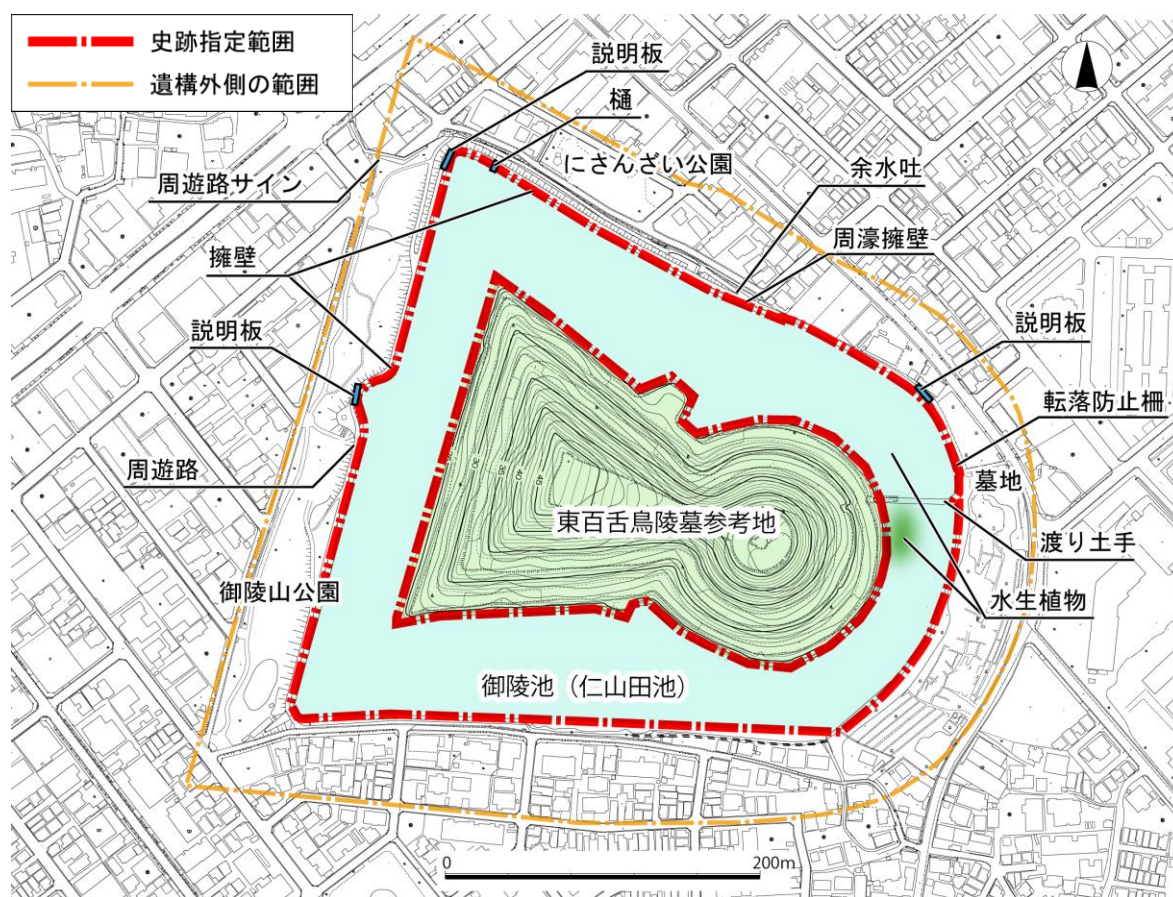 史跡指定範囲
遺構外側の範囲
説明板
樋
にさんざい公園
余水吐
周遊路サイン
周濠擁壁
擁壁
説明板
説明板
転落防止柵
周遊路
墓地
東百舌鳥陵墓参考地
渡り土手
御陵山公園
水生植物
御陵池（仁山田池）
0
200m